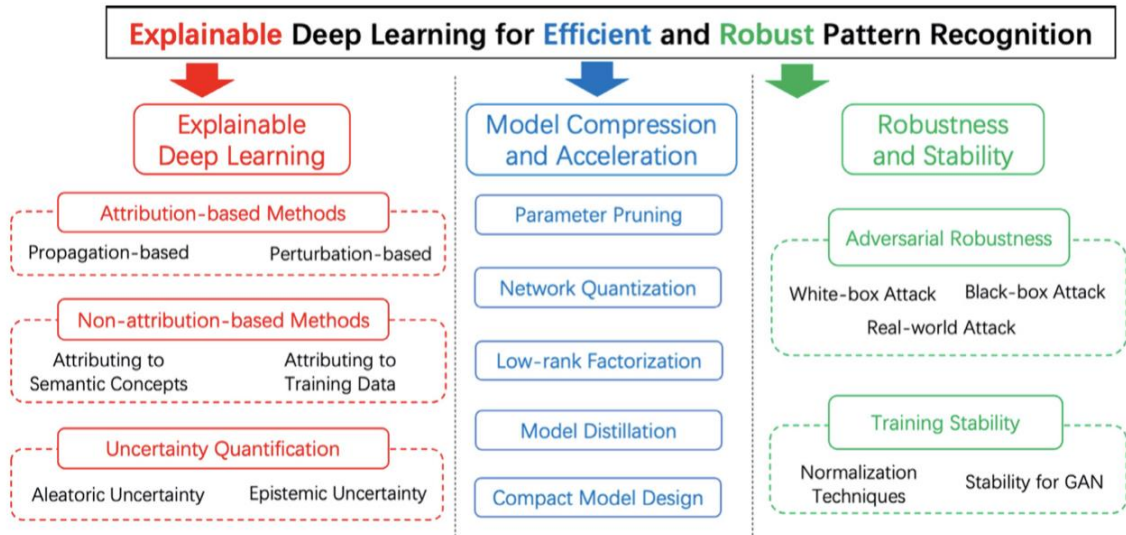 Explainable Deep Learning for Efficient and Robust Pattern Recognition
Explainable
Deep Learning
Attribution-based Methods
Propagation-based
Perturbation-based
Non-attribution-based Methods
Attributing to
Semantic Concepts
Attributing to
Training Data
Uncertainty Quantification
Aleatoric Uncertainty
Epistemic Uncertainty
Model Compression
and Acceleration
Parameter Pruning
Network Quantization
Low-rank Factorization
Model Distillation
Compact Model Design
Robustness
and Stability
Adversarial Robustness
White-box Attack
Black-box Attack
Real-world Attack
Training Stability
Normalization
Techniques
Stability for GAN